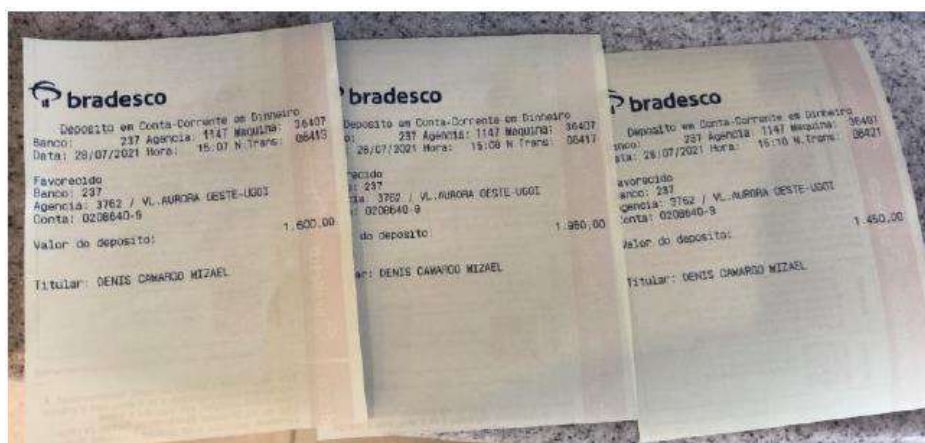 bradesco
Deposito em Conta-Corrente em Dinheiro
Banco: 237 Agencia: 1147 Maquina: 36407
Data: 28/07/2021 Hora: 15:07 N.Trans: 06413
Favorecido
Banco: 237
Agencia: 3762 / VL.AURORA OESTE-UGOI
Conta: 0208640-9
Valor do deposito: 1.600,00
Titular: DENIS CAMARGO MIZAEL
bradesco
Deposito em Conta-Corrente em Dinheiro
237 Agencia: 1147 Maquina: 36407
28/07/2021 Hora: 15:08 N.Trans: 06417
237
3762 / VL.AURORA OESTE-UGOI
0208640-9
do deposito: 1.950,00
DENIS CAMARGO MIZAEL
bradesco
Deposito em Conta-Corrente em Dinheiro
237 Agencia: 1147 Maquina: 36407
28/07/2021 Hora: 15:10 N.Trans: 06421
237
3762 / VL.AURORA OESTE-UGOI
0208640-9
Valor do deposito: 1.450,00
Titular: DENIS CAMARGO MIZAEL